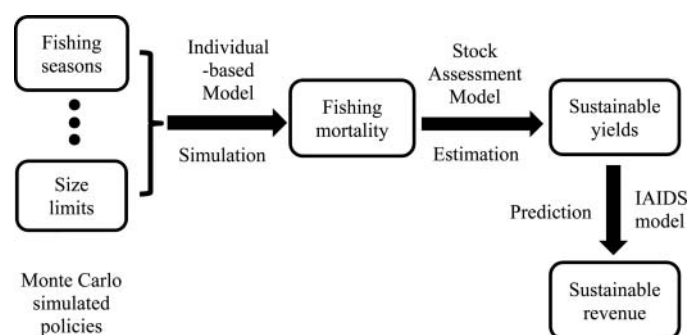 Fishing
seasons
Size
limits
Monte Carlo
simulated
policies
Individual
-based
Model
Simulation
Fishing
mortality
Stock
Assessment
Model
Estimation
Sustainable
yields
Prediction
IAIDS
model
Sustainable
revenue